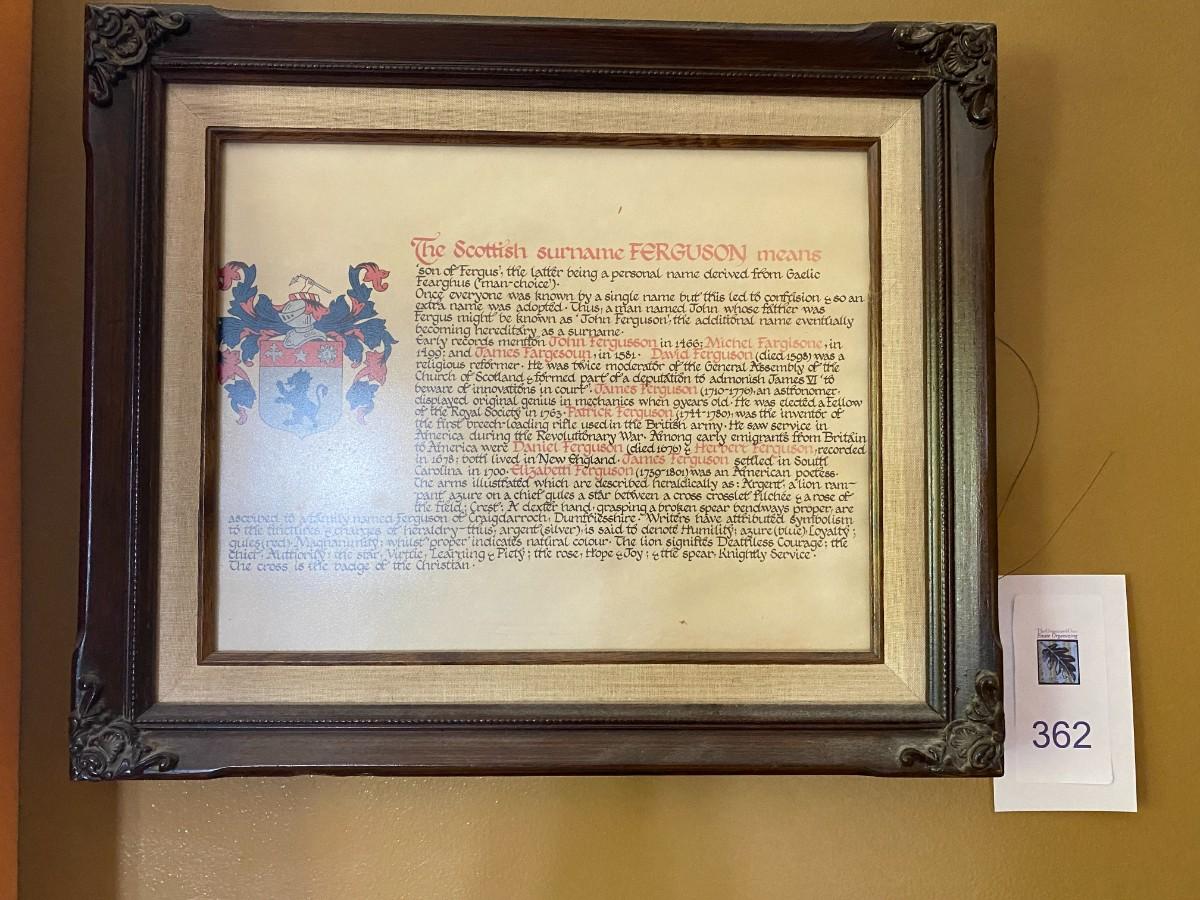 The Scottish surname FERGUSON means
'son of Fergus', the latter being a personal name derived from Gaelic
Fearghus ("man-choice").
Once everyone was known by a single name but this led to confusion & so an
extra name was adopted. Thus, a man named John whose father was
Fergus might be known as 'John Ferguson', the additional name eventually
becoming hereditary as a surname.
Early records mention John Fergusson in 1466; Michel Fargisone, in
1499; and James Fargesoun, in 1581. David Ferguson (died 1598) was a
religious reformer. He was twice moderator of the General Assembly of the
Church of Scotland & formed part of a deputation to admonish James VI 'to
beware of innovations in court'. James Ferguson (1710-1776), an astronomer,
displayed original genius in mechanics when 9 years old. He was elected a Fellow
of the Royal Society in 1763. Patrick Ferguson (1744-1780), was the inventor of
the first breech-loading rifle used in the British army. He saw service in
America during the Revolutionary War. Among early emigrants from Britain
to America were Daniel Ferguson (died 1676) & Herbert Ferguson, recorded
in 1678; both lived in New England. James Ferguson settled in South
Carolina in 1700. Elizabeth Ferguson (1739-1801) was an American poetess.
The arms illustrated which are described heraldically as: Argent, a lion ram-
pant azure on a chief gules a star between a cross crosslet fitchée & a rose of
the field; Crest: A dexter hand, grasping a broken spear bendways proper, are
ascribed to a family named Ferguson of Craigdarroch, Dumfriesshire. Writers have attributed symbolism
to the tinctures & charges of heraldry—thus, argent (silver), is said to denote Humility; azure (blue) Loyalty;
gules (red), Magnanimity; whilst 'proper' indicates natural colour. The lion signifies Deathless Courage; the
chief, Authority; the star, Virtue, Learning & Piety; the rose, Hope & Joy; & the spear, Knightly Service.
The cross is the badge of the Christian.
362